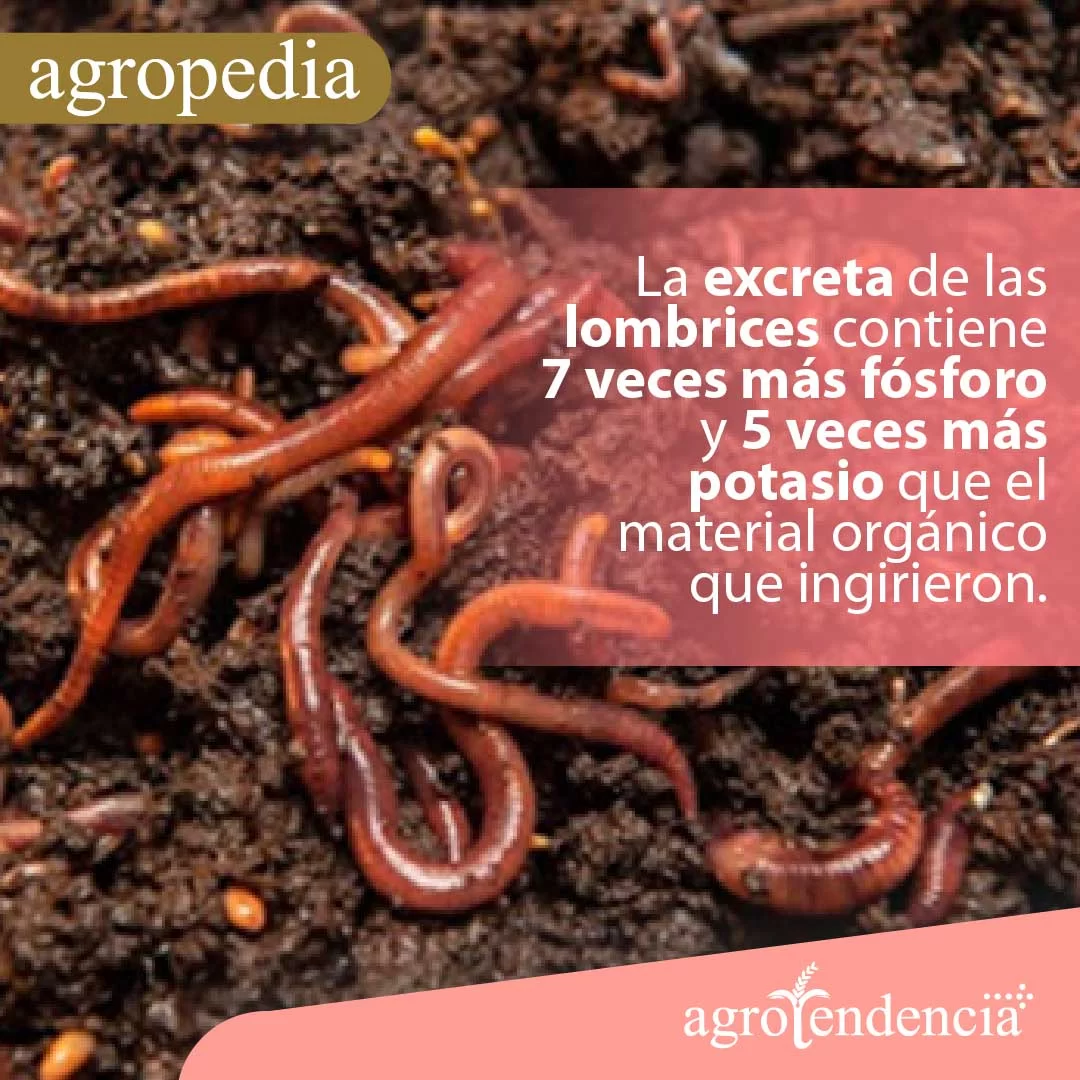 agropedia
La excreta de las
lombrices contiene
7 veces más fósforo
y 5 veces más
potasio que el
material orgánico
que ingirieron.
agrotendencia